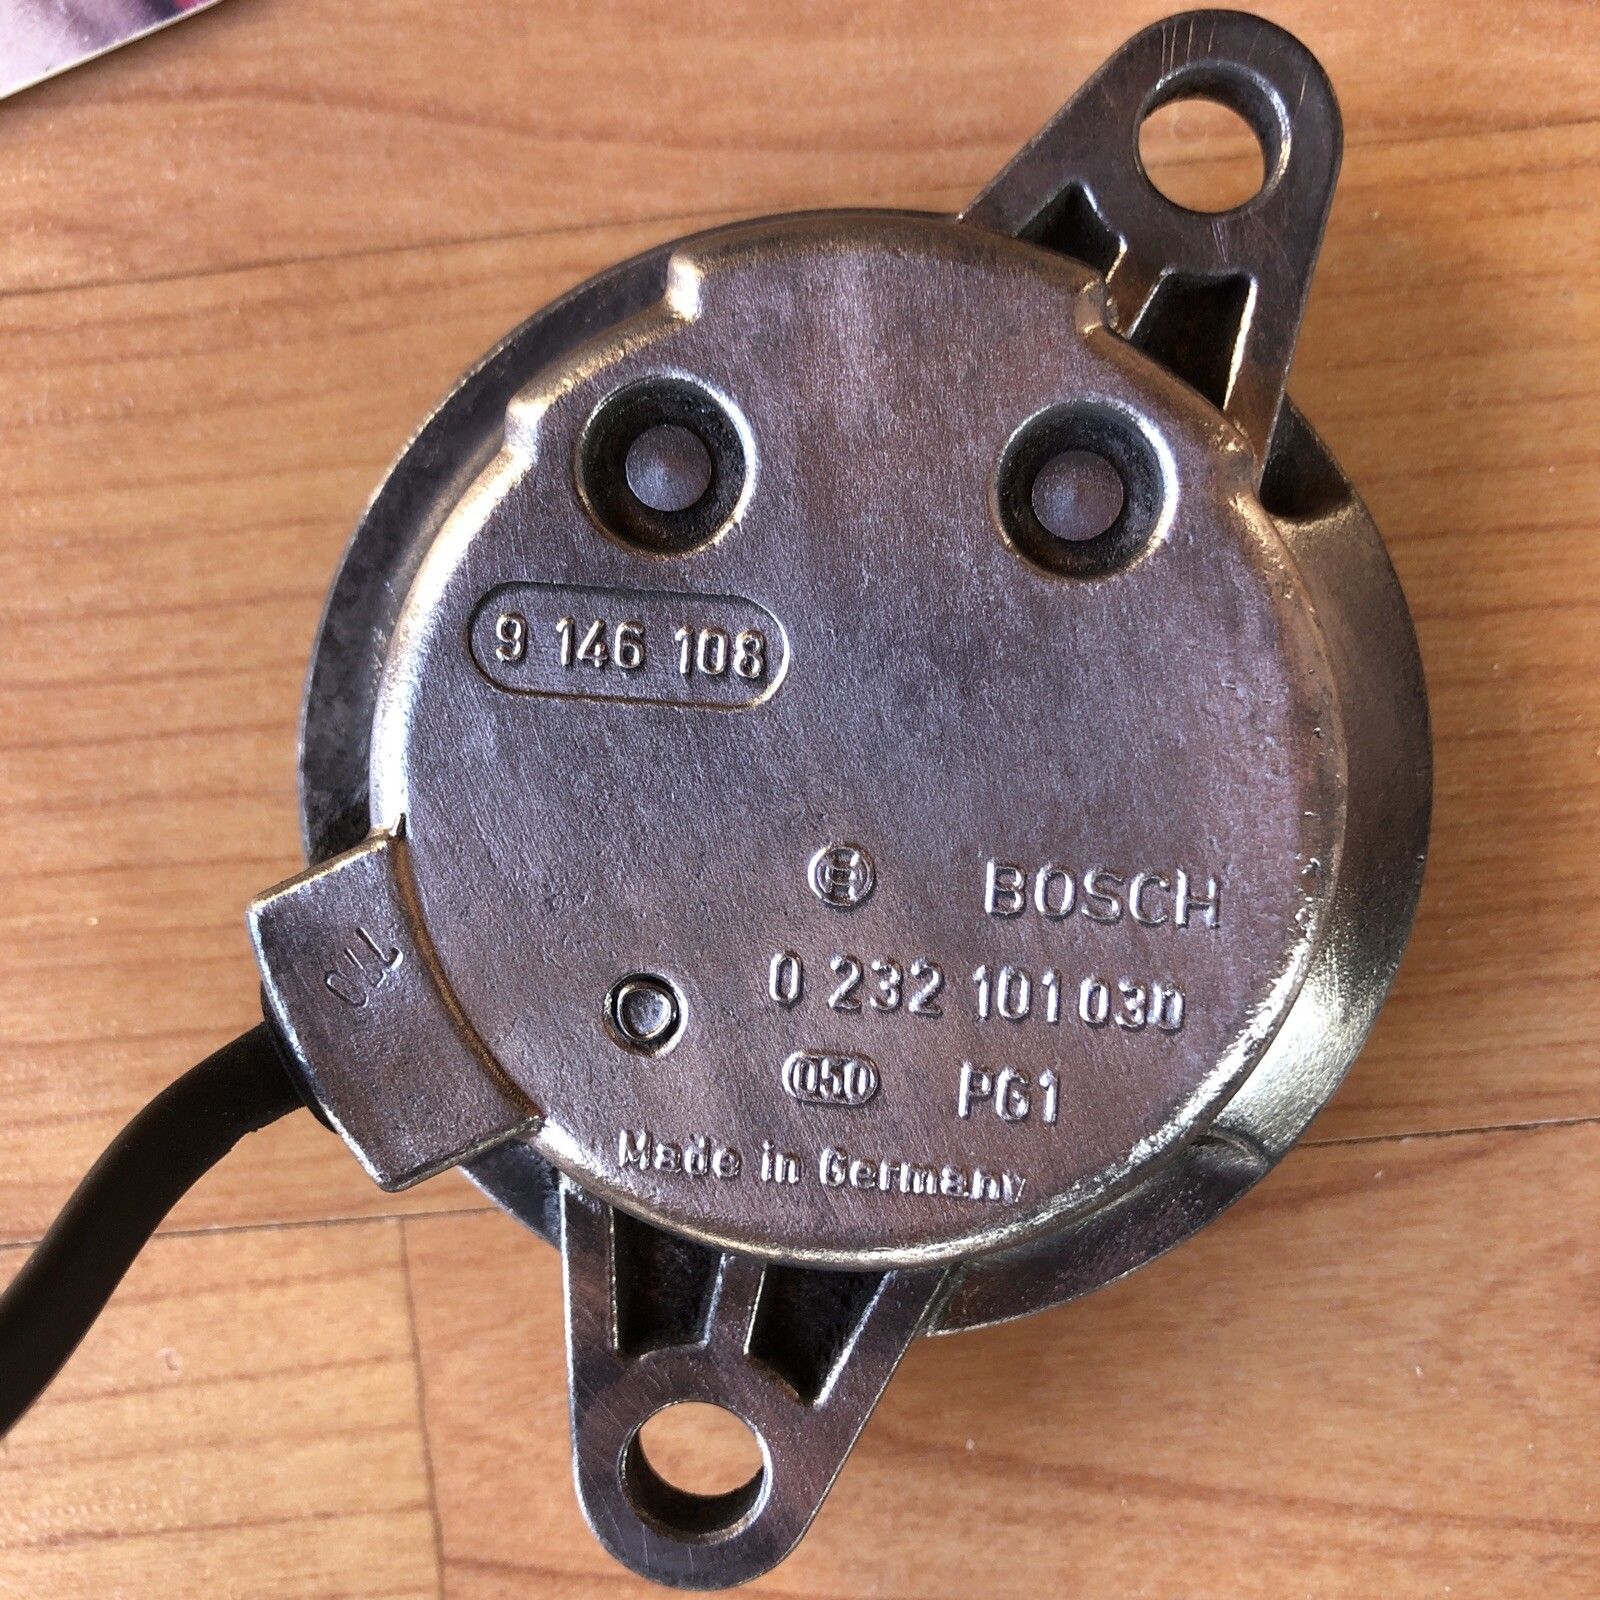 9 146 108
BOSCH
0 232 101 030
050 PG1
Made in Germany